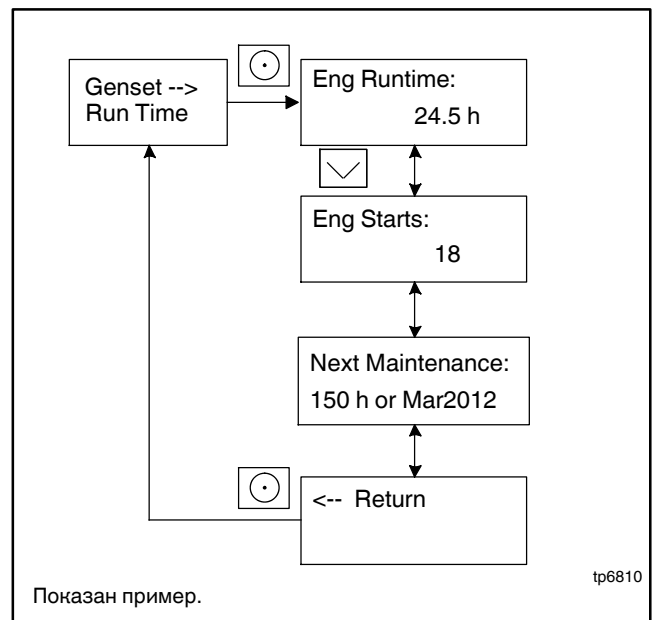 Genset -->
Run Time
Eng Runtime:
24.5 h
Eng Starts:
18
Next Maintenance:
150 h or Mar2012
<-- Return
tp6810
Показан пример.